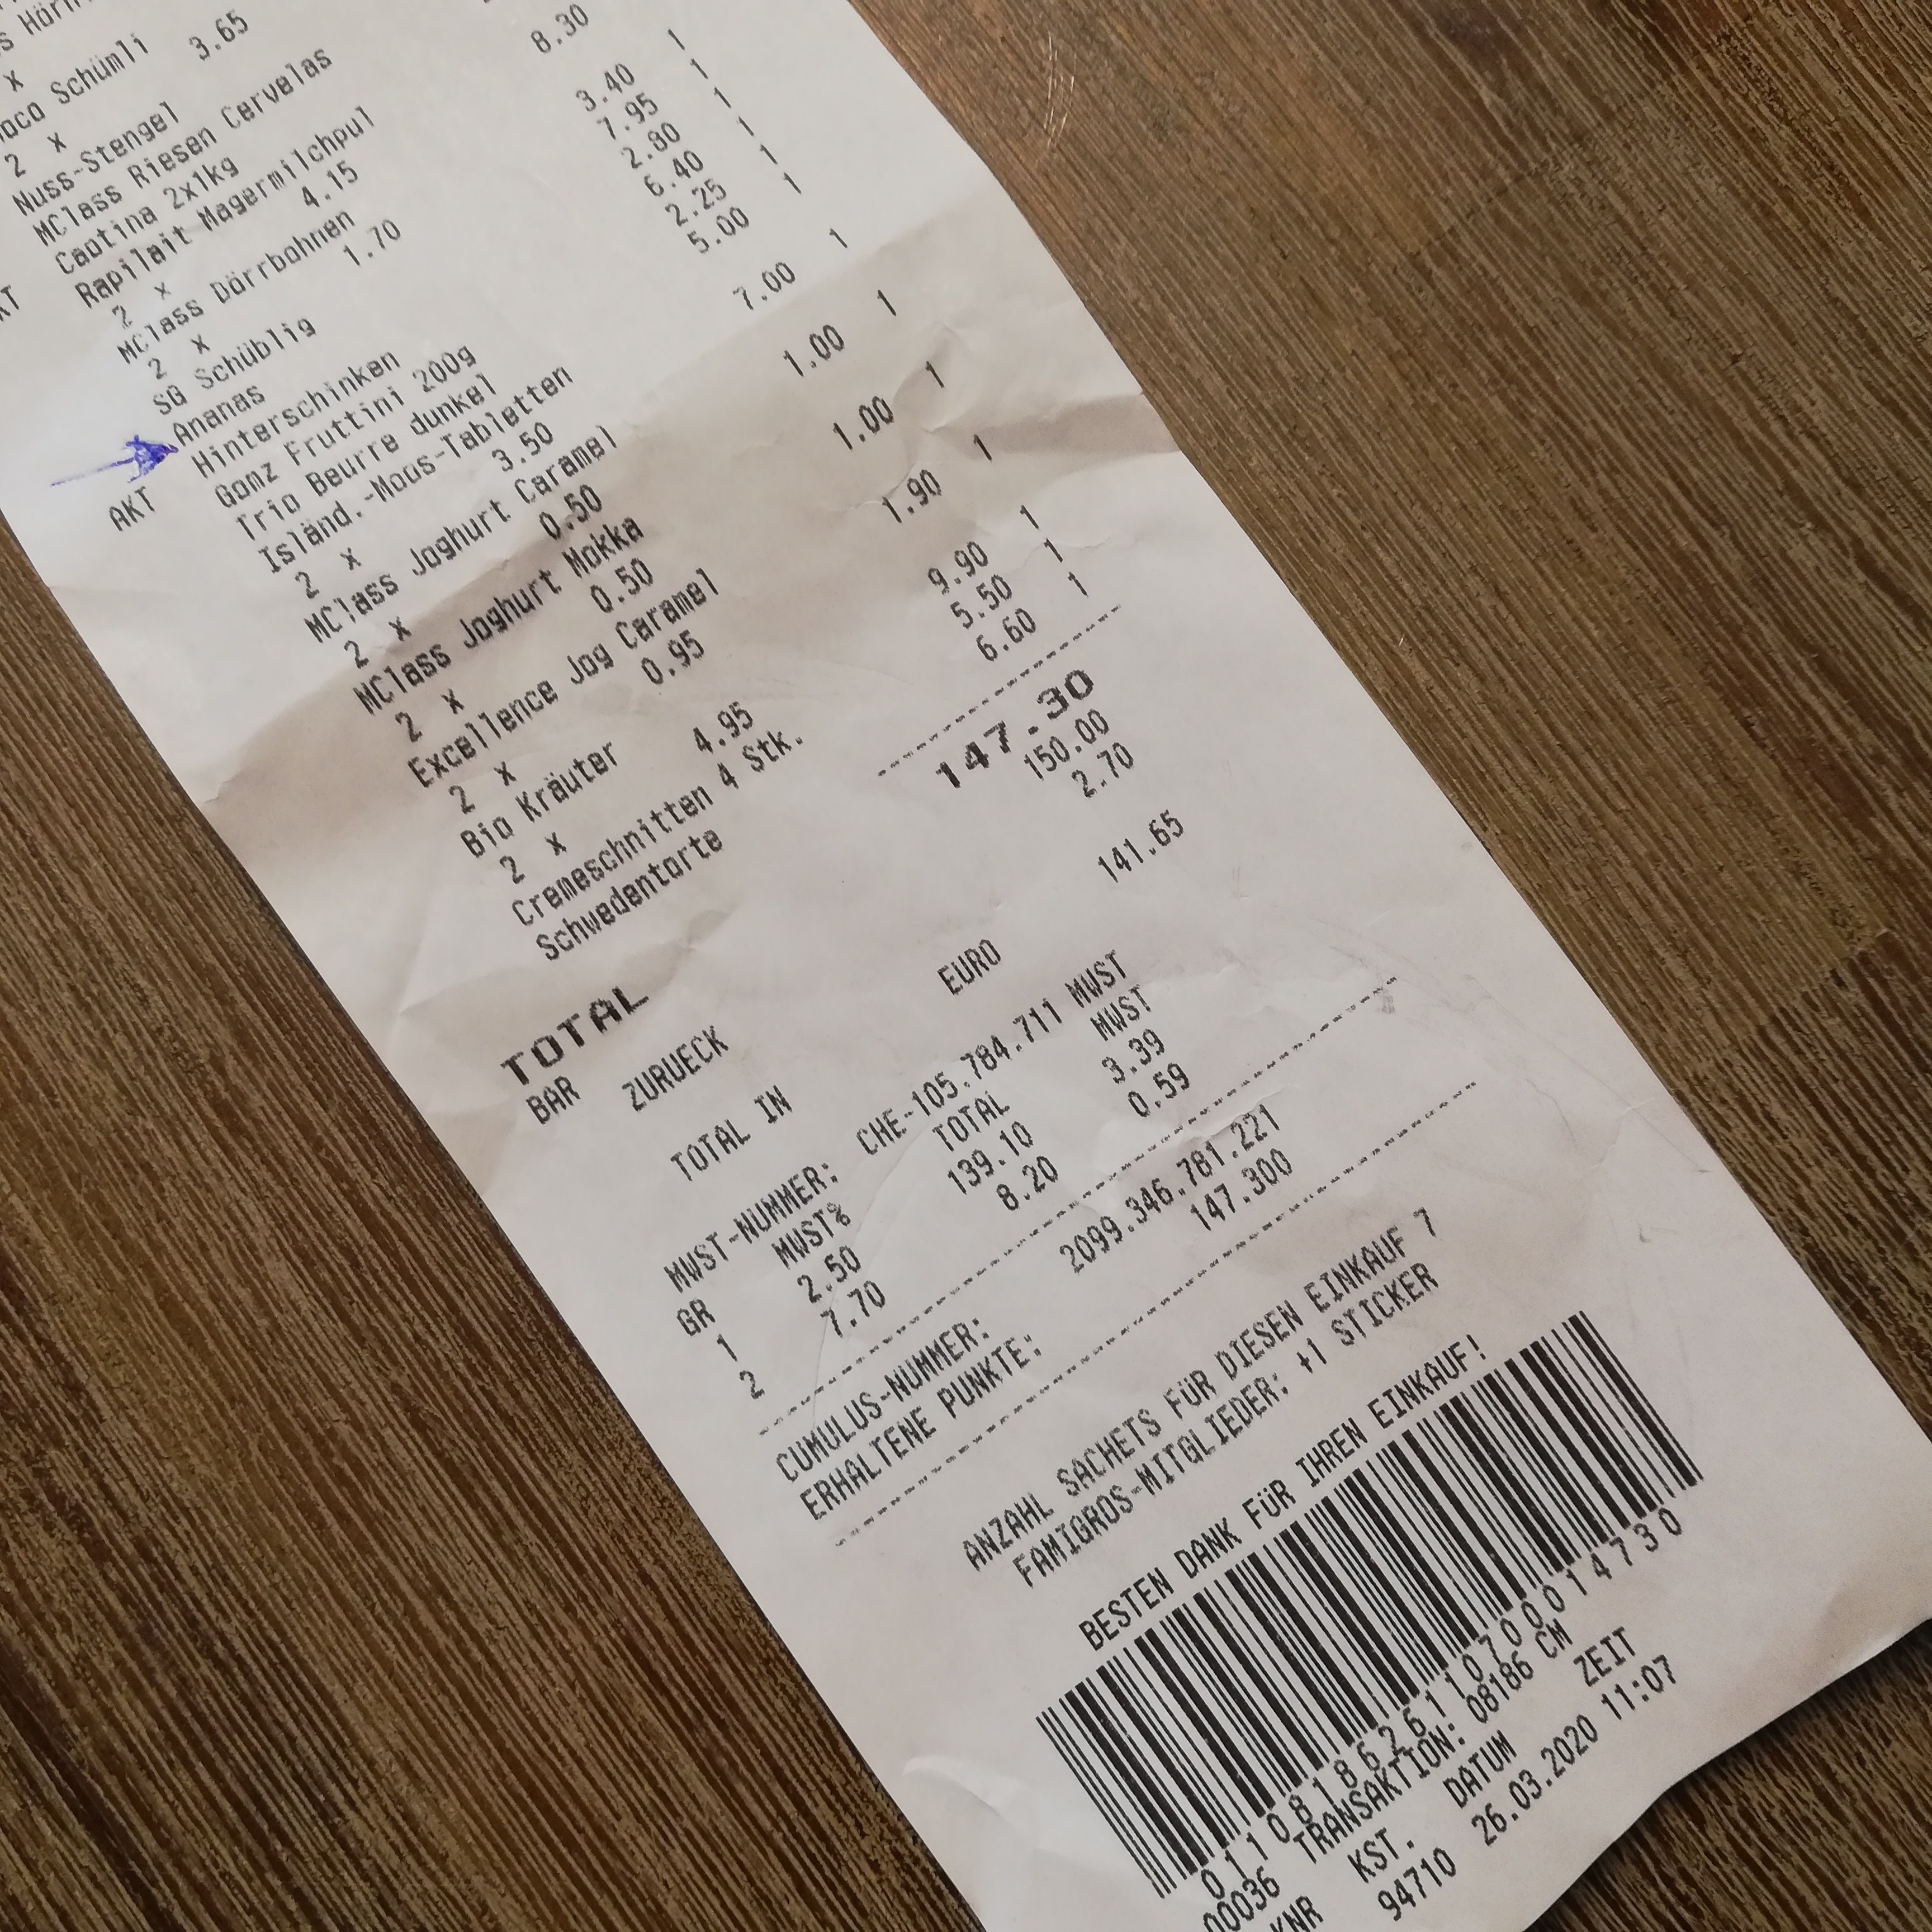 Schümli
2 x 3.65
Nuss-Stengel
MClass Riesen Cervelas
Caotina 2x1kg
Rapilait Magermilchpul
2 x 4.15 8.30
MClass Dörrbohnen
2 x 1.70 3.40 1
SG Schüblig 7.95 1
Ananas 2.80 1
AKT Hinterschinken 6.40 1
Gomz Fruttini 200g 2.25 1
Trio Beurre dunkel 5.00 1
Isländ.-Moos-Tabletten
2 x 3.50 7.00 1
MClass Joghurt Caramel
2 x 0.50 1.00 1
MClass Joghurt Mokka
2 x 0.50 1.00 1
Excellence Jog Caramel
2 x 0.95 1.90 1
Bio Kräuter
2 x 4.95 9.90 1
Cremeschnitten 4 Stk. 5.50 1
Schwedentorte 6.60 1
TOTAL 147.30
BAR 150.00
ZURUECK 2.70
TOTAL IN EURO 141.65
MWST-NUMMER: CHE-105.784.711 MWST
GR MWST% TOTAL MWST
1 2.50 139.10 3.39
2 7.70 8.20 0.59
CUMULUS-NUMMER: 2099.346.781.221
ERHALTENE PUNKTE: 147.300
ANZAHL SACHETS FÜR DIESEN EINKAUF 7
FAMIGROS-MITGLIEDER: +1 STICKER
BESTEN DANK FÜR IHREN EINKAUF!
0110818626110700014730
00036 TRANSAKTION: 08186 CM
KNR KST. DATUM ZEIT
94710 26.03.2020 11:07